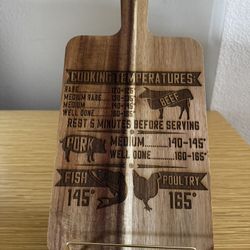 COOKING TEMPERATURES:
RARE
MEDIUM RARE
MEDIUM
WELL DONE
BEEF
REST 5 MINUTES BEFORE SERVING
PORK
MEDIUM 140-145°
WELL DONE 160-165°
FISH POULTRY
145° 165°